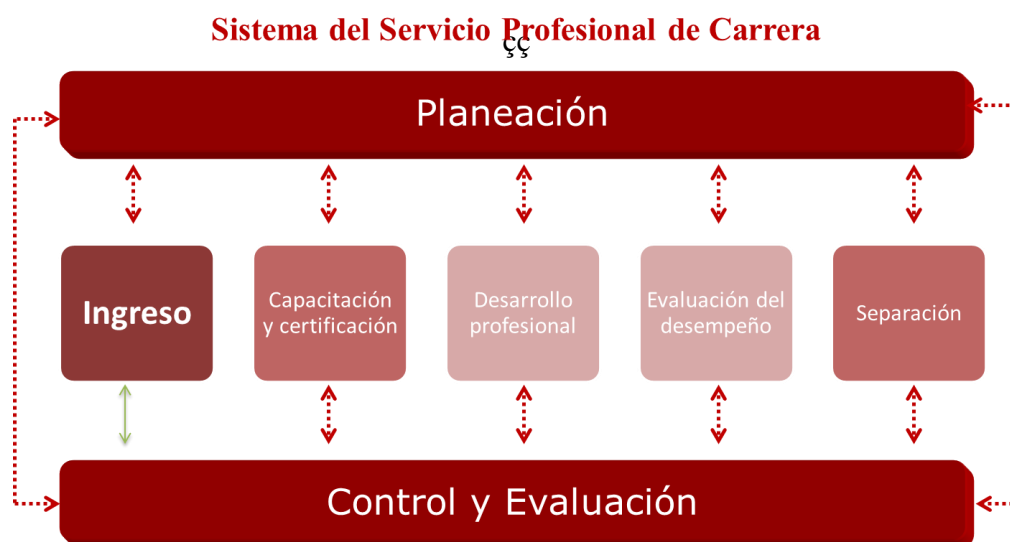 Sistema del Servicio Profesional de Carrera
çç
Planeación
Ingreso
Capacitación
y certificación
Desarrollo
profesional
Evaluación del
desempeño
Separación
Control y Evaluación